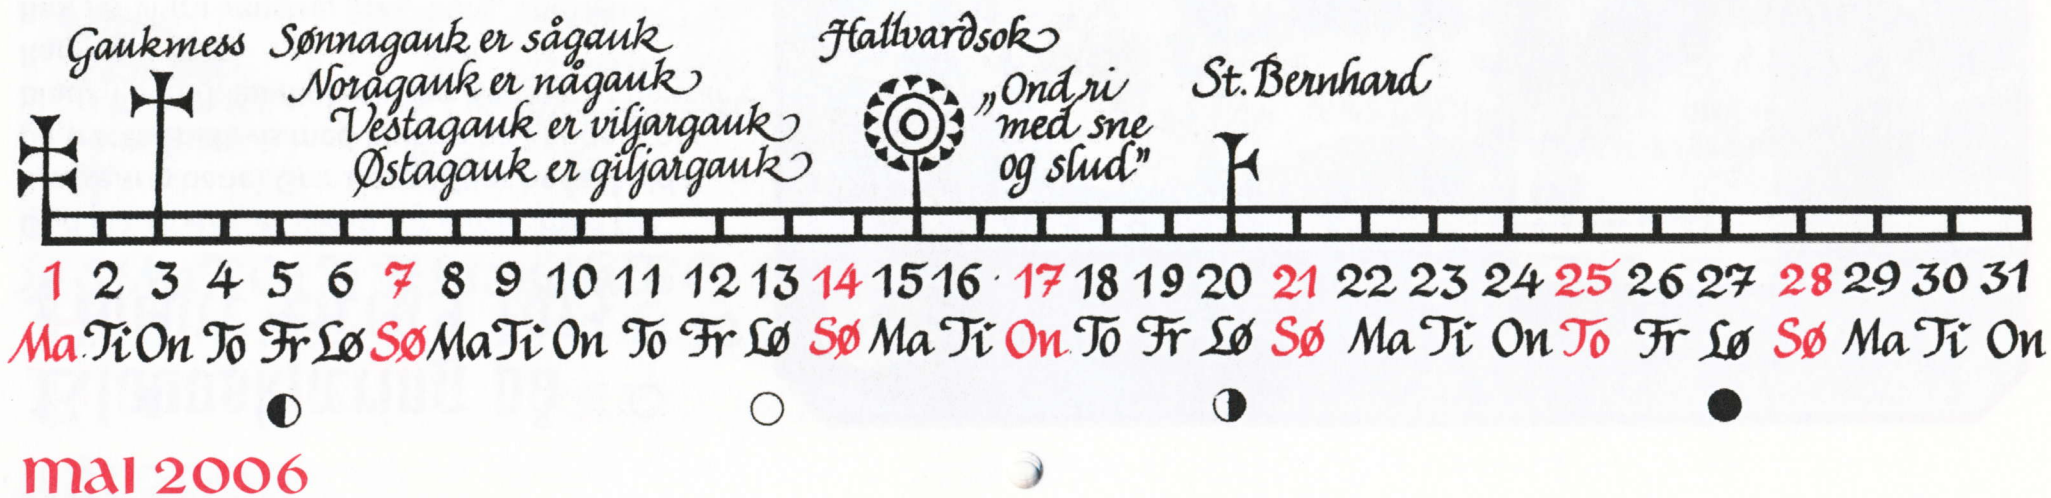 Gaukmess
Sønnagauk er sågauk
Noragauk er någauk
Vestagauk er viljargauk
Østagauk er giljargauk
Hallvardsok
„Ond ri
med sne
og slud”
St. Bernhard
1 2 3 4 5 6 7 8 9 10 11 12 13 14 15 16 17 18 19 20 21 22 23 24 25 26 27 28 29 30 31
Ma Ti On To Fr Lø Sø Ma Ti On To Fr Lø Sø Ma Ti On To Fr Lø Sø Ma Ti On To Fr Lø Sø Ma Ti On
mai 2006